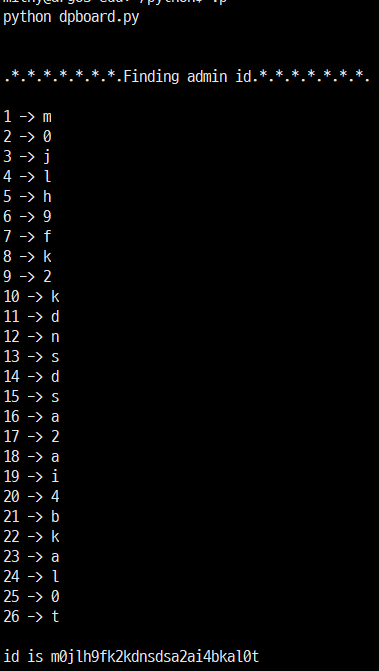 python dpboard.py
.*.*.*.*.*.*.*.Finding admin id.*.*.*.*.*.*.*.
1 -> m
2 -> 0
3 -> j
4 -> l
5 -> h
6 -> 9
7 -> f
8 -> k
9 -> 2
10 -> k
11 -> d
12 -> n
13 -> s
14 -> d
15 -> s
16 -> a
17 -> 2
18 -> a
19 -> i
20 -> 4
21 -> b
22 -> k
23 -> a
24 -> l
25 -> 0
26 -> t
id is m0jlh9fk2kdnsdsa2ai4bkal0t